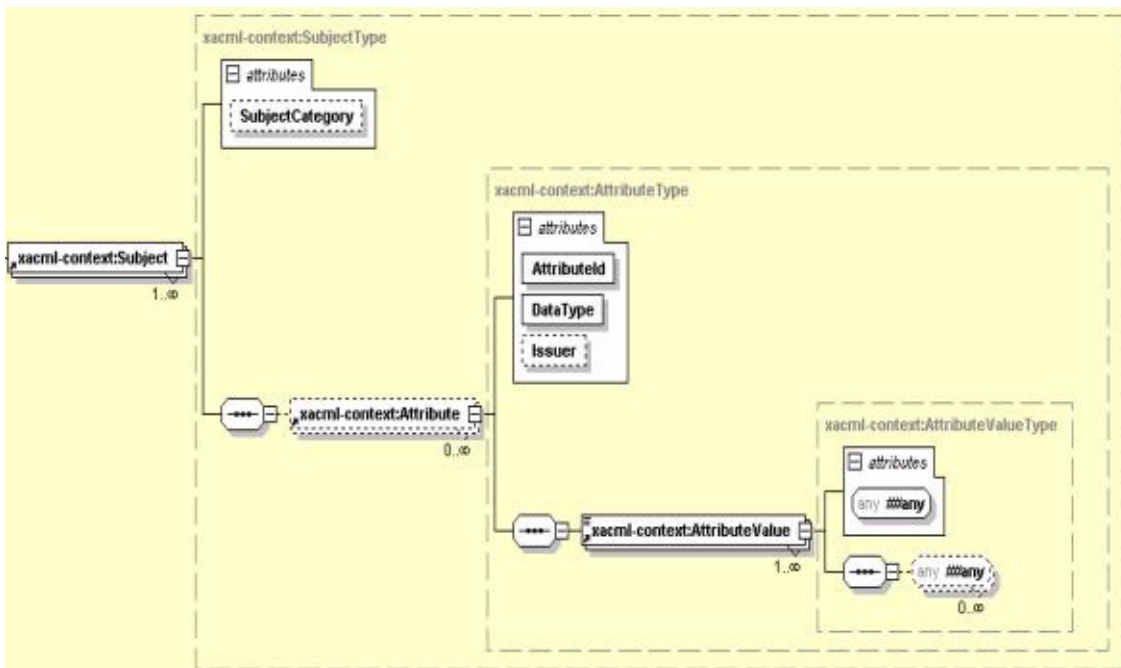 xacml-context:SubjectType
attributes
SubjectCategory
xacml-context:AttributeType
attributes
xacml-context:Subject
AttributeId
1..∞
DataType
Issuer
xacml-context:Attribute
0..∞
xacml-context:AttributeValueType
attributes
any ##any
xacml-context:AttributeValue
1..∞
any ##any
0..∞